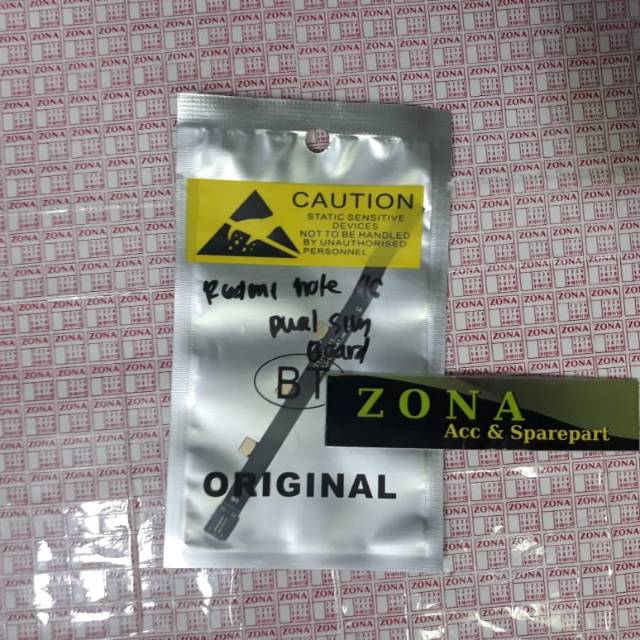 CAUTION
STATIC SENSITIVE
DEVICES
NOT TO BE HANDLED
BY UNAUTHORISED
PERSONNEL
Redmi note
Dual Sim
Board
BT
ORIGINAL
ZONA
Acc & Sparepart